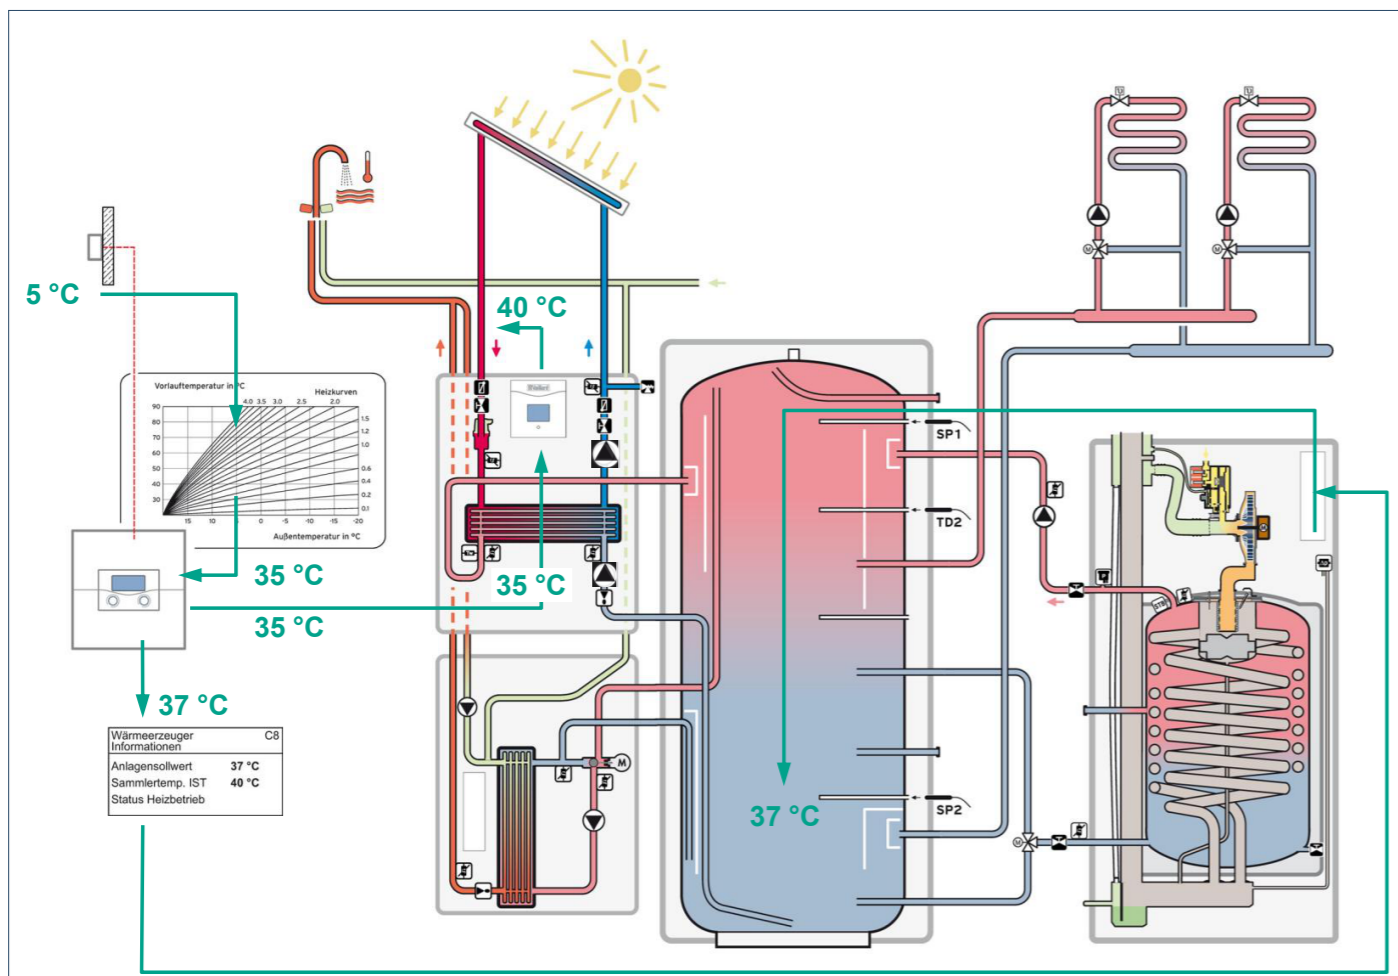 5 °C
40 °C
Vorlauftemperatur in °C
Heizkurven
4.0 3.5 3.0 2.5 2.0
90
80
70
60
50
40
30
1.5
1.2
1.0
0.6
0.4
0.2
0.1
15 10 5 0 -5 -10 -15 -20
Außentemperatur in °C
Vaillant
SP1
TD2
35 °C
35 °C
35 °C
STB
37 °C
Wärmeerzeuger C8
Informationen
Anlagensollwert 37 °C
Sammlertemp. IST 40 °C
Status Heizbetrieb
M
37 °C
SP2
M
M
M